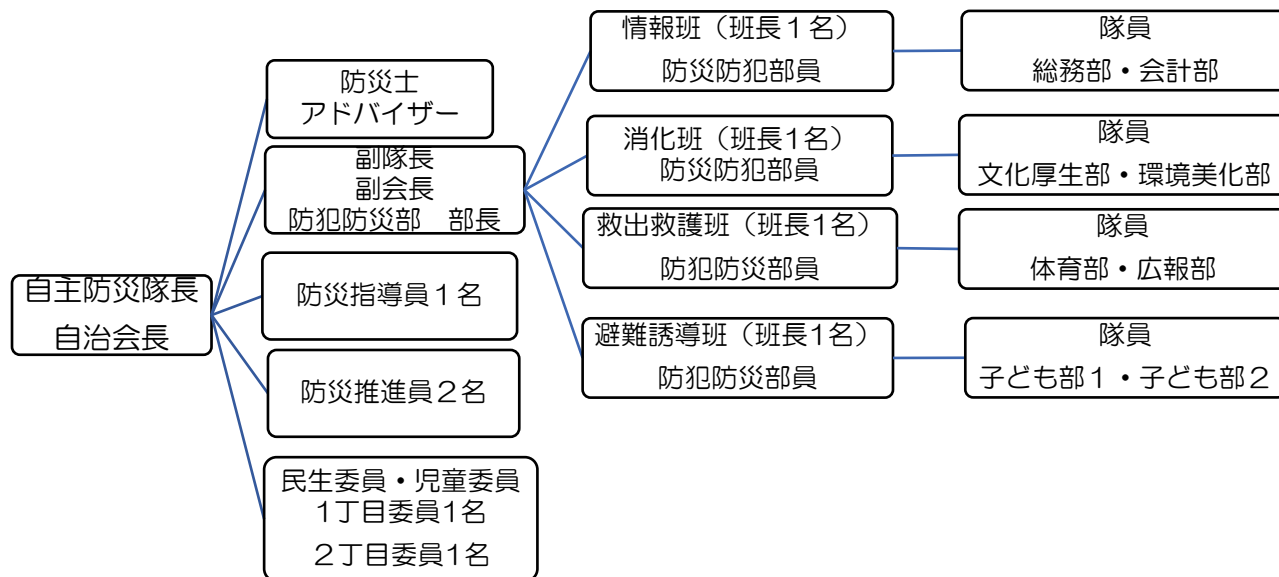 自主防災隊長
自治会長
防災士
アドバイザー
副隊長
副会長
防犯防災部　部長
防災指導員１名
防災推進員２名
民生委員・児童委員
1丁目委員1名
２丁目委員1名
情報班（班長１名）
防災防犯部員
消化班（班長1名）
防災防犯部員
救出救護班（班長1名）
防犯防災部員
避難誘導班（班長1名）
防犯防災部員
隊員
総務部・会計部
隊員
文化厚生部・環境美化部
隊員
体育部・広報部
隊員
子ども部１・子ども部２